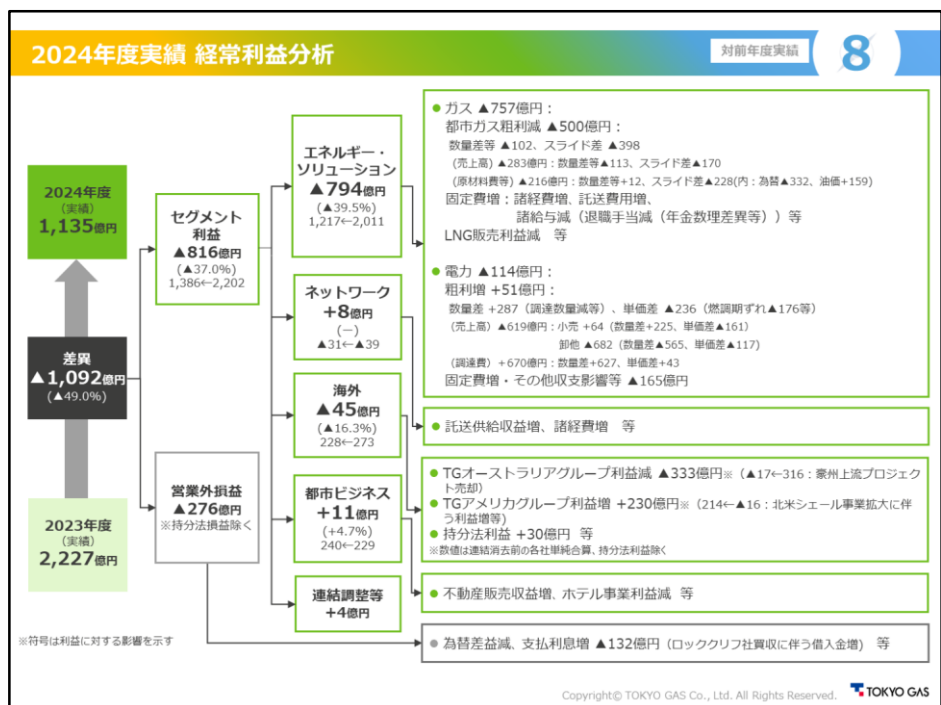 2024年度実績 経常利益分析
対前年度実績
8
2024年度
(実績)
1,135億円
差異
▲1,092億円
(▲49.0%)
2023年度
(実績)
2,227億円
※符号は利益に対する影響を示す
セグメント
利益
▲816億円
(▲37.0%)
1,386←2,202
営業外損益
▲276億円
※持分法損益除く
エネルギー・
ソリューション
▲794億円
(▲39.5%)
1,217←2,011
ネットワーク
+8億円
(−)
▲31←▲39
海外
▲45億円
(▲16.3%)
228←273
都市ビジネス
+11億円
(+4.7%)
240←229
連結調整等
+4億円
● ガス ▲757億円：
都市ガス粗利減 ▲500億円：
数量差等 ▲102、スライド差 ▲398
(売上高) ▲283億円：数量差等▲113、スライド差▲170
(原材料費等) ▲216億円：数量差等+12、スライド差▲228(内：為替▲332、油価+159)
固定費増：諸経費増、託送費用増、
諸給与減（退職手当減（年金数理差異等））等
LNG販売利益減 等
● 電力 ▲114億円：
粗利増 +51億円：
数量差 +287（調達数量減等）、単価差 ▲236（燃調期ずれ▲176等）
(売上高) ▲619億円：小売 +64（数量差+225、単価差▲161）
卸他 ▲682（数量差▲565、単価差▲117）
(調達費) +670億円：数量差+627、単価差+43
固定費増・その他収支影響等 ▲165億円
● 託送供給収益増、諸経費増 等
● TGオーストラリアグループ利益減 ▲333億円※（▲17←316：豪州上流プロジェク
ト売却）
● TGアメリカグループ利益増 +230億円※（214←▲16：北米シェール事業拡大に伴
う利益増等)
● 持分法利益 +30億円 等
※数値は連結消去前の各社単純合算、持分法利益除く
● 不動産販売収益増、ホテル事業利益減 等
● 為替差益減、支払利息増 ▲132億円（ロッククリフ社買収に伴う借入金増) 等
Copyright© TOKYO GAS Co., Ltd. All Rights Reserved.
TOKYO GAS